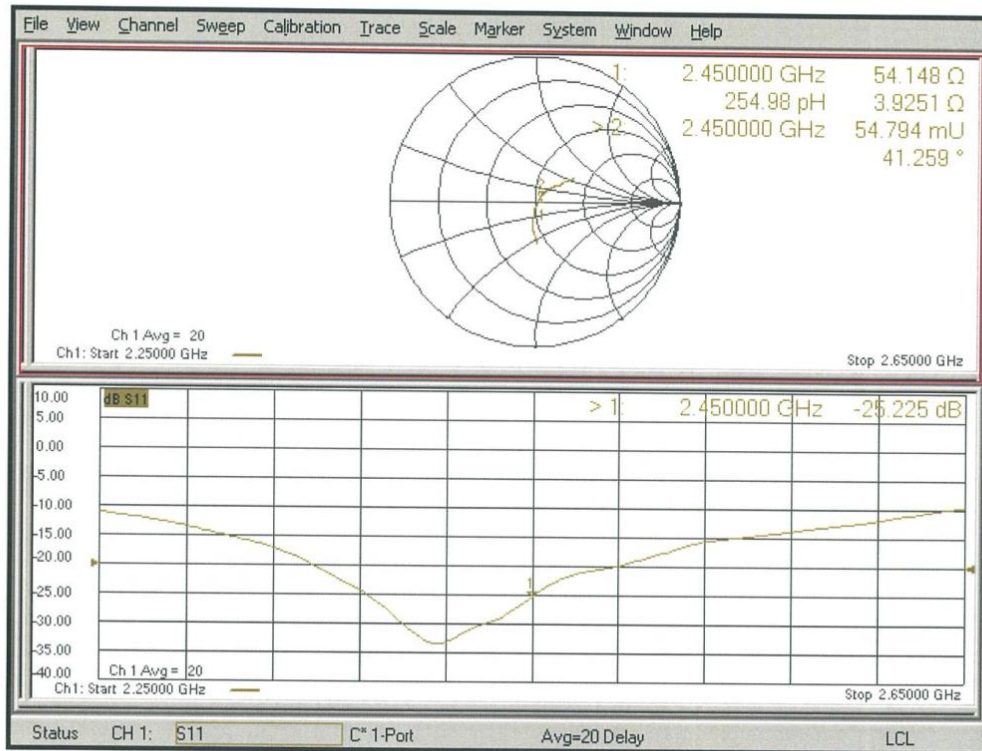 File View Channel Sweep Calibration Trace Scale Marker System Window Help
1: 2.450000 GHz 54.148 Ω
254.98 pH 3.9251 Ω
> 2: 2.450000 GHz 54.794 mU
41.259 °
2
1
Ch 1 Avg = 20
Ch1: Start 2.25000 GHz
Stop 2.65000 GHz
10.00
dB S11
> 1: 2.450000 GHz -25.225 dB
5.00
0.00
-5.00
-10.00
-15.00
-20.00
-25.00
1
-30.00
-35.00
-40.00
Ch 1 Avg = 20
Ch1: Start 2.25000 GHz
Stop 2.65000 GHz
Status CH 1: S11 C* 1-Port Avg=20 Delay LCL